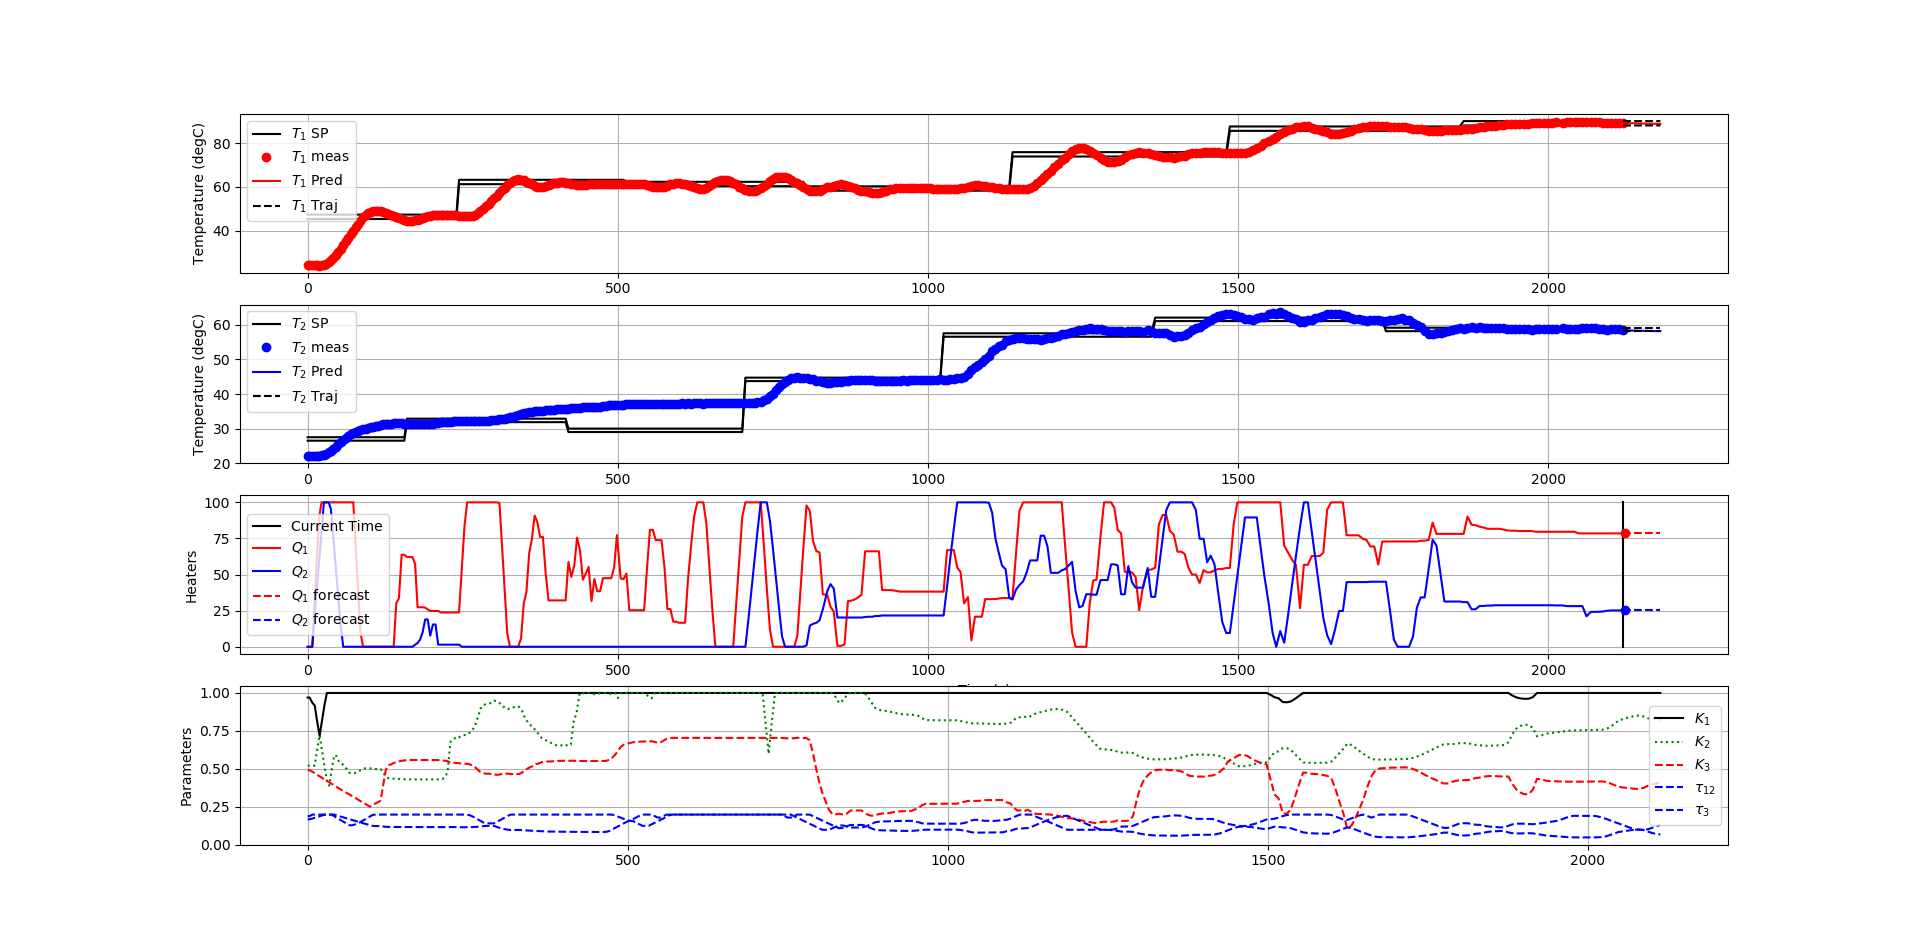 Temperature (degC)
80
60
40
T₁ SP
T₁ meas
T₁ Pred
T₁ Traj
0 500 1000 1500 2000
Temperature (degC)
60
50
40
30
20
T₂ SP
T₂ meas
T₂ Pred
T₂ Traj
0 500 1000 1500 2000
Heaters
100
75
50
25
0
Current Time
Q₁
Q₂
Q₁ forecast
Q₂ forecast
0 500 1000 1500 2000
Parameters
1.00
0.75
0.50
0.25
0.00
K₁
K₂
K₃
τ₁₂
τ₃
0 500 1000 1500 2000